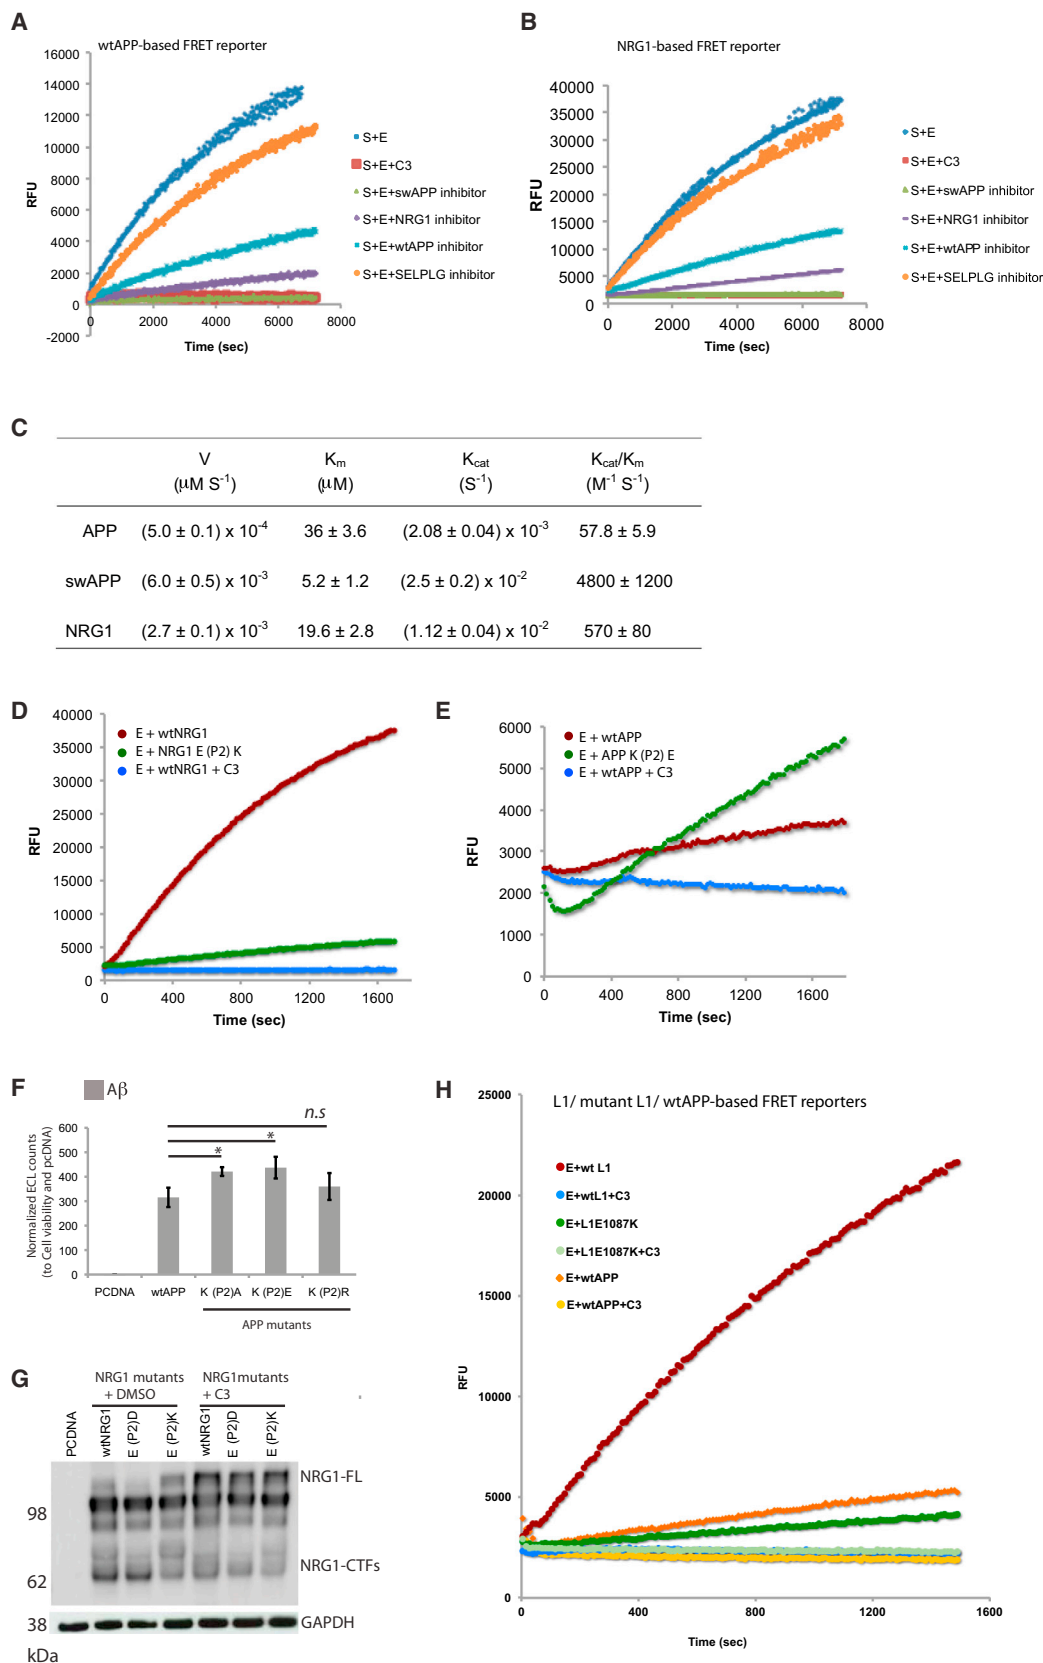 A
wtAPP-based FRET reporter
16000
14000
12000
10000
8000
6000
4000
2000
0
-2000
RFU
0 2000 4000 6000 8000
Time (sec)
S+E
S+E+C3
S+E+swAPP inhibitor
S+E+NRG1 inhibitor
S+E+wtAPP inhibitor
S+E+SELPLG inhibitor
B
NRG1-based FRET reporter
40000
35000
30000
25000
20000
15000
10000
5000
0
RFU
0 2000 4000 6000 8000
Time (sec)
S+E
S+E+C3
S+E+swAPP inhibitor
S+E+NRG1 inhibitor
S+E+wtAPP inhibitor
S+E+SELPLG inhibitor
C
V Km Kcat Kcat/Km
(μM S-1) (μM) (S-1) (M-1 S-1)
APP (5.0 ± 0.1) x 10-4 36 ± 3.6 (2.08 ± 0.04) x 10-3 57.8 ± 5.9
swAPP (6.0 ± 0.5) x 10-3 5.2 ± 1.2 (2.5 ± 0.2) x 10-2 4800 ± 1200
NRG1 (2.7 ± 0.1) x 10-3 19.6 ± 2.8 (1.12 ± 0.04) x 10-2 570 ± 80
D
40000
35000
30000
25000
20000
15000
10000
5000
0
RFU
E + wtNRG1
E + NRG1 E (P2) K
E + wtNRG1 + C3
0 400 800 1200 1600
Time (sec)
E
6000
5000
4000
3000
2000
1000
0
RFU
E + wtAPP
E + APP K (P2) E
E + wtAPP + C3
0 400 800 1200 1600
Time (sec)
F
Aβ
n.s
*
*
600
500
400
300
200
100
0
Normalized ECL counts
(to Cell viability and pcDNA)
PCDNA wtAPP K (P2)A K (P2)E K (P2)R
APP mutants
G
NRG1 mutants
+ DMSO
NRG1mutants
+ C3
PCDNA
wtNRG1
E (P2)D
E (P2)K
wtNRG1
E (P2)D
E (P2)K
NRG1-FL
98
NRG1-CTFs
62
38
GAPDH
kDa
H
L1/ mutant L1/ wtAPP-based FRET reporters
25000
20000
15000
10000
5000
0
RFU
E+wt L1
E+wtL1+C3
E+L1E1087K
E+L1E1087K+C3
E+wtAPP
E+wtAPP+C3
0 400 800 1200 1600
Time (sec)